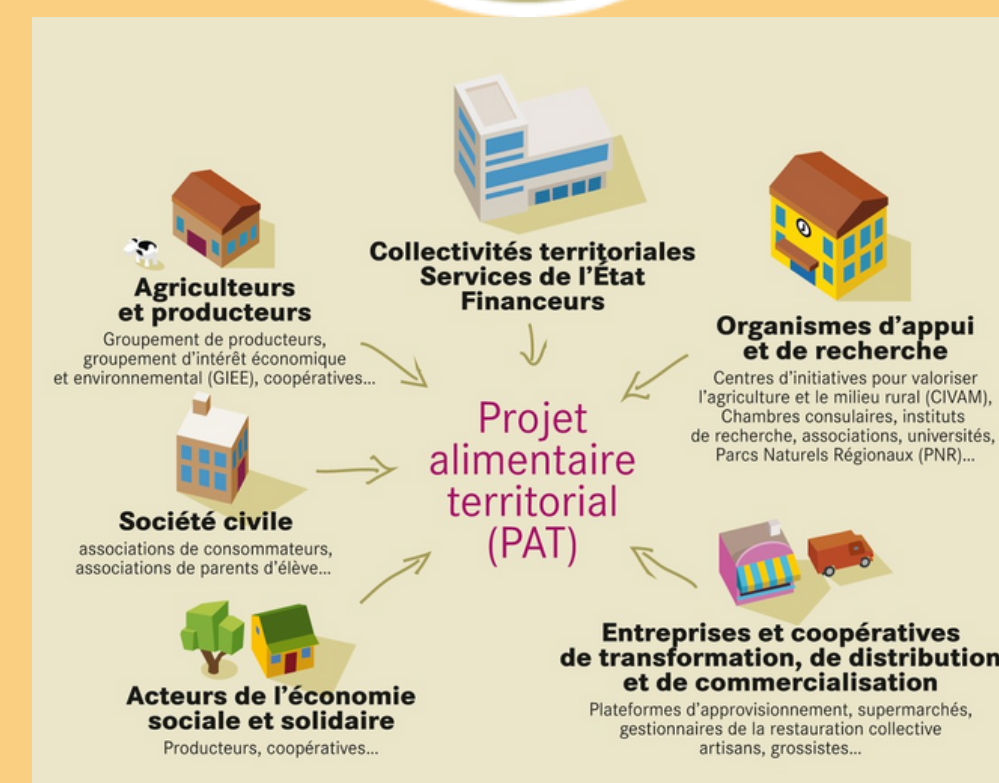 Collectivités territoriales
Services de l'État
Financeurs
Agriculteurs
et producteurs
Groupement de producteurs,
groupement d'intérêt économique
et environnemental (GIEE), coopératives...
Organismes d'appui
et de recherche
Centres d'initiatives pour valoriser
l'agriculture et le milieu rural (CIVAM),
Chambres consulaires, instituts
de recherche, associations, universités,
Parcs Naturels Régionaux (PNR)...
Projet
alimentaire
territorial
(PAT)
Société civile
associations de consommateurs,
associations de parents d'élève...
Acteurs de l'économie
sociale et solidaire
Producteurs, coopératives...
Entreprises et coopératives
de transformation, de distribution
et de commercialisation
Plateformes d'approvisionnement, supermarchés,
gestionnaires de la restauration collective
artisans, grossistes...